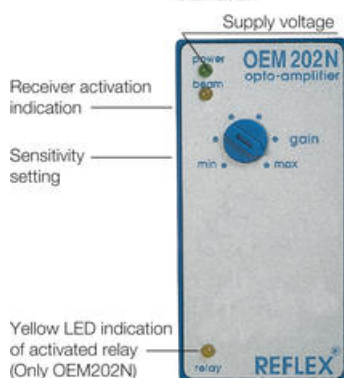 Supply voltage
power
OEM 202N
beam
opto-amplifier
Receiver activation
indication
gain
Sensitivity
setting
min
max
Yellow LED indication
of activated relay
(Only OEM202N)
relay
REFLEX®